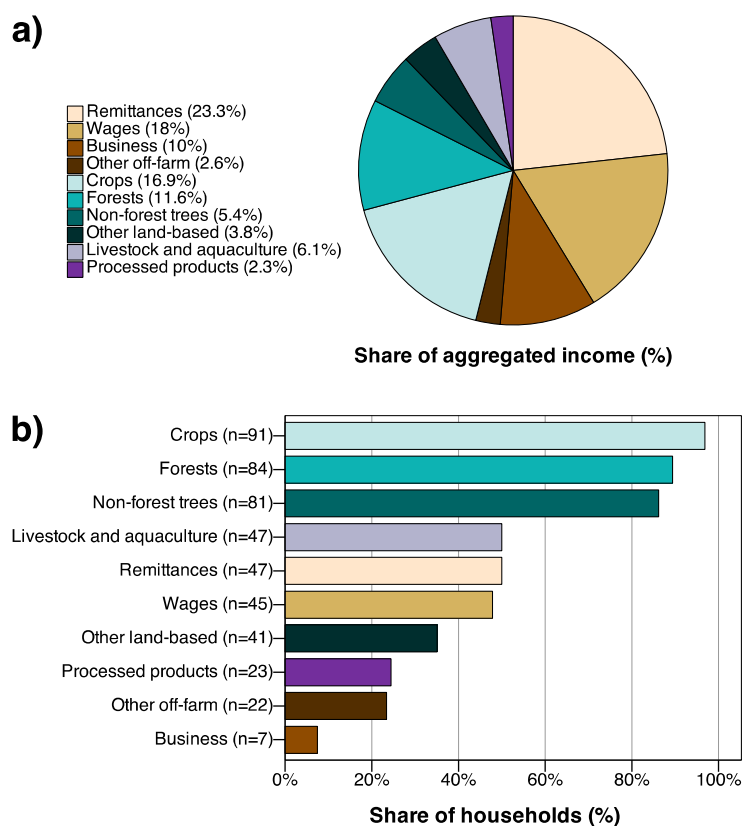 a)
Remittances (23.3%)
Wages (18%)
Business (10%)
Other off-farm (2.6%)
Crops (16.9%)
Forests (11.6%)
Non-forest trees (5.4%)
Other land-based (3.8%)
Livestock and aquaculture (6.1%)
Processed products (2.3%)
Share of aggregated income (%)
b)
Crops (n=91)
Forests (n=84)
Non-forest trees (n=81)
Livestock and aquaculture (n=47)
Remittances (n=47)
Wages (n=45)
Other land-based (n=41)
Processed products (n=23)
Other off-farm (n=22)
Business (n=7)
0% 20% 40% 60% 80% 100%
Share of households (%)